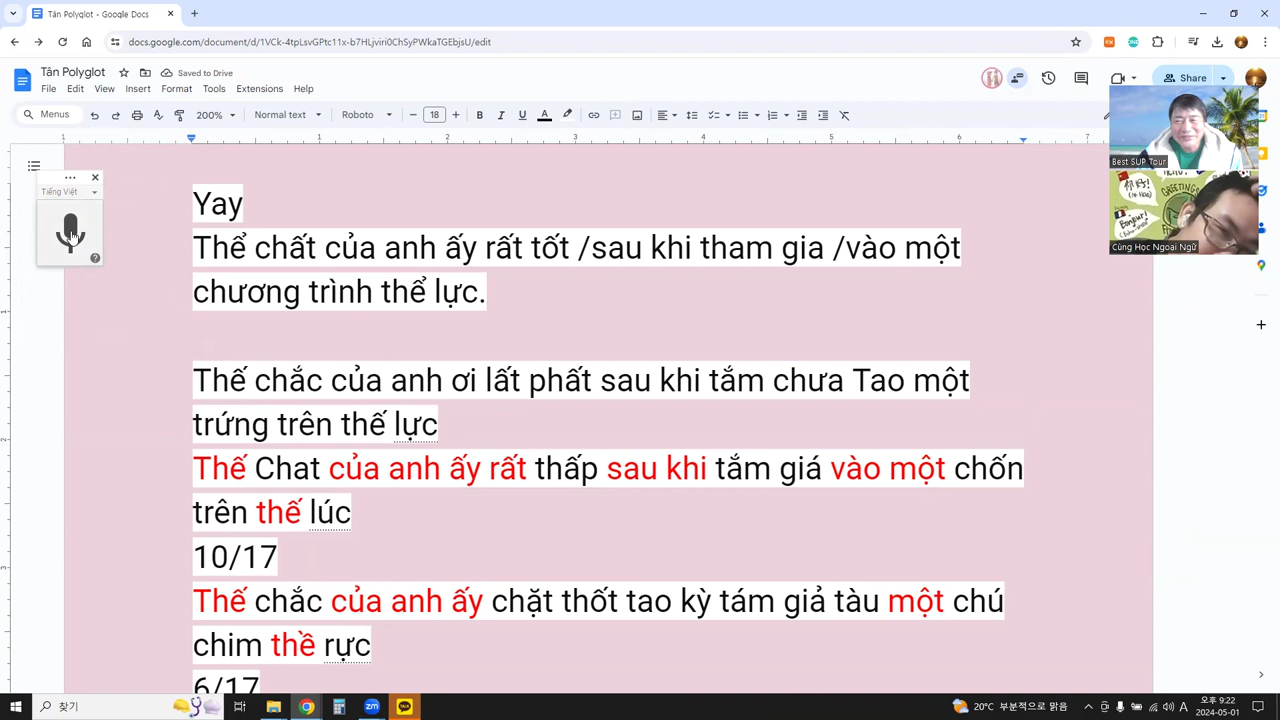 Tân Polyglot - Google Docs
docs.google.com/document/d/1VCk-4tpLsvGPtc11x-b7HLjviri0ChSvPWkaTGEbjsU/edit
Tân Polyglot
Saved to Drive
File Edit View Insert Format Tools Extensions Help
Share
Menus
200%
Normal text
Roboto
18
Best SUP Tour
GREETINGS
Bonjour!
Cùng Học Ngoại Ngữ
Tiếng Việt
Yay
Thể chất của anh ấy rất tốt /sau khi tham gia /vào một
chương trình thể lực.
Thế chắc của anh ơi lất phất sau khi tắm chưa Tao một
trứng trên thế lực
Thế Chat của anh ấy rất thấp sau khi tắm giá vào một chốn
trên thế lúc
10/17
Thế chắc của anh ấy chặt thốt tao kỳ tám giả tàu một chú
chim thề rực
6/17
찾기
zm
TALK
20°C 부분적으로 맑음
A
오후 9:22
2024-05-01